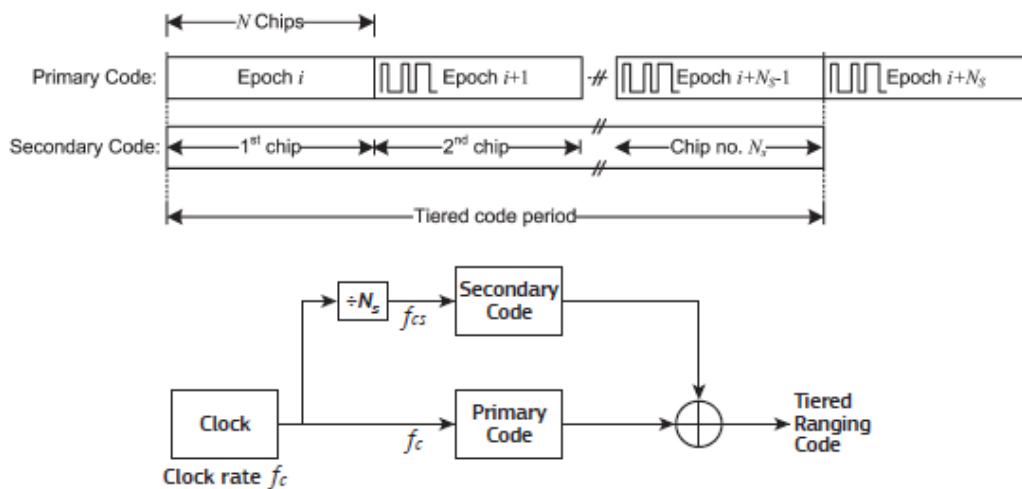 N Chips
Primary Code: Epoch i Epoch i+1 Epoch i+Ns-1 Epoch i+Ns
Secondary Code: 1st chip 2nd chip Chip no. Ns
Tiered code period
÷Ns
fcs
Secondary
Code
Clock
fc
Primary
Code
Tiered
Ranging
Code
Clock rate fc